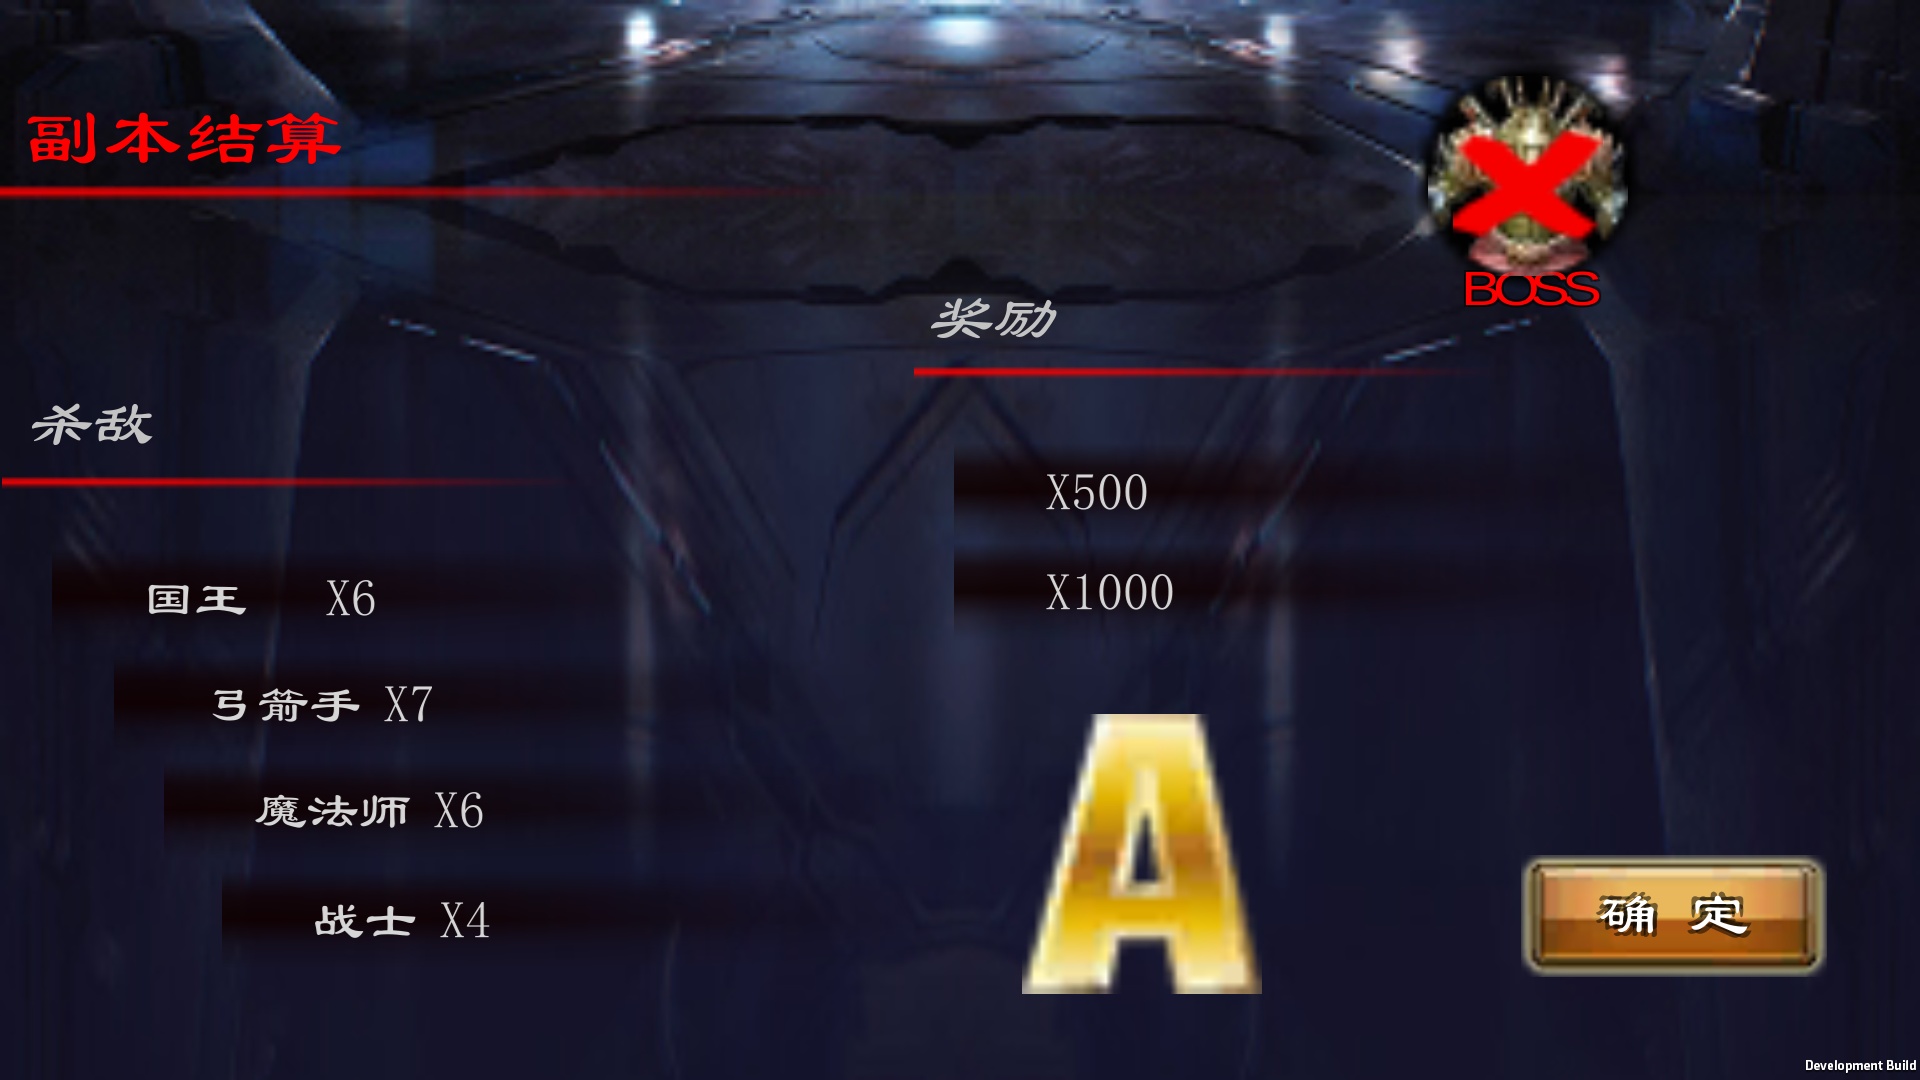 副本结算
BOSS
奖励
杀敌
X500
X1000
国王 X6
弓箭手 X7
魔法师 X6
战士 X4
A
确 定
Development Build